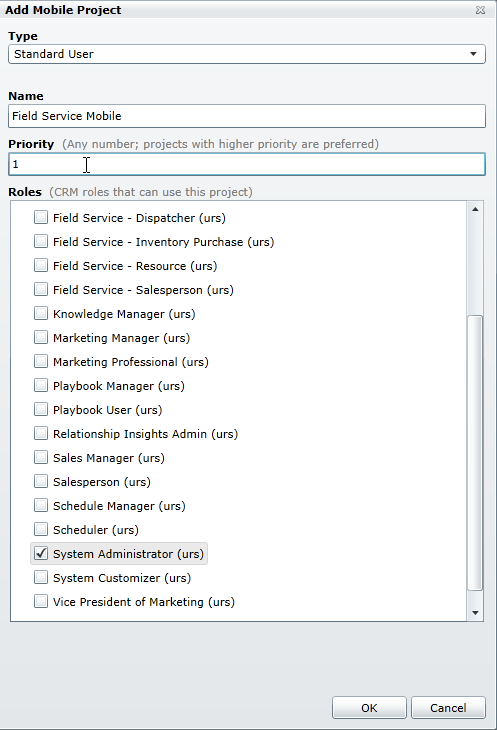 Add Mobile Project
Type
Standard User
Name
Field Service Mobile
Priority (Any number; projects with higher priority are preferred)
1
Roles (CRM roles that can use this project)
Field Service - Dispatcher (urs)
Field Service - Inventory Purchase (urs)
Field Service - Resource (urs)
Field Service - Salesperson (urs)
Knowledge Manager (urs)
Marketing Manager (urs)
Marketing Professional (urs)
Playbook Manager (urs)
Playbook User (urs)
Relationship Insights Admin (urs)
Sales Manager (urs)
Salesperson (urs)
Schedule Manager (urs)
Scheduler (urs)
System Administrator (urs)
System Customizer (urs)
Vice President of Marketing (urs)
OK Cancel